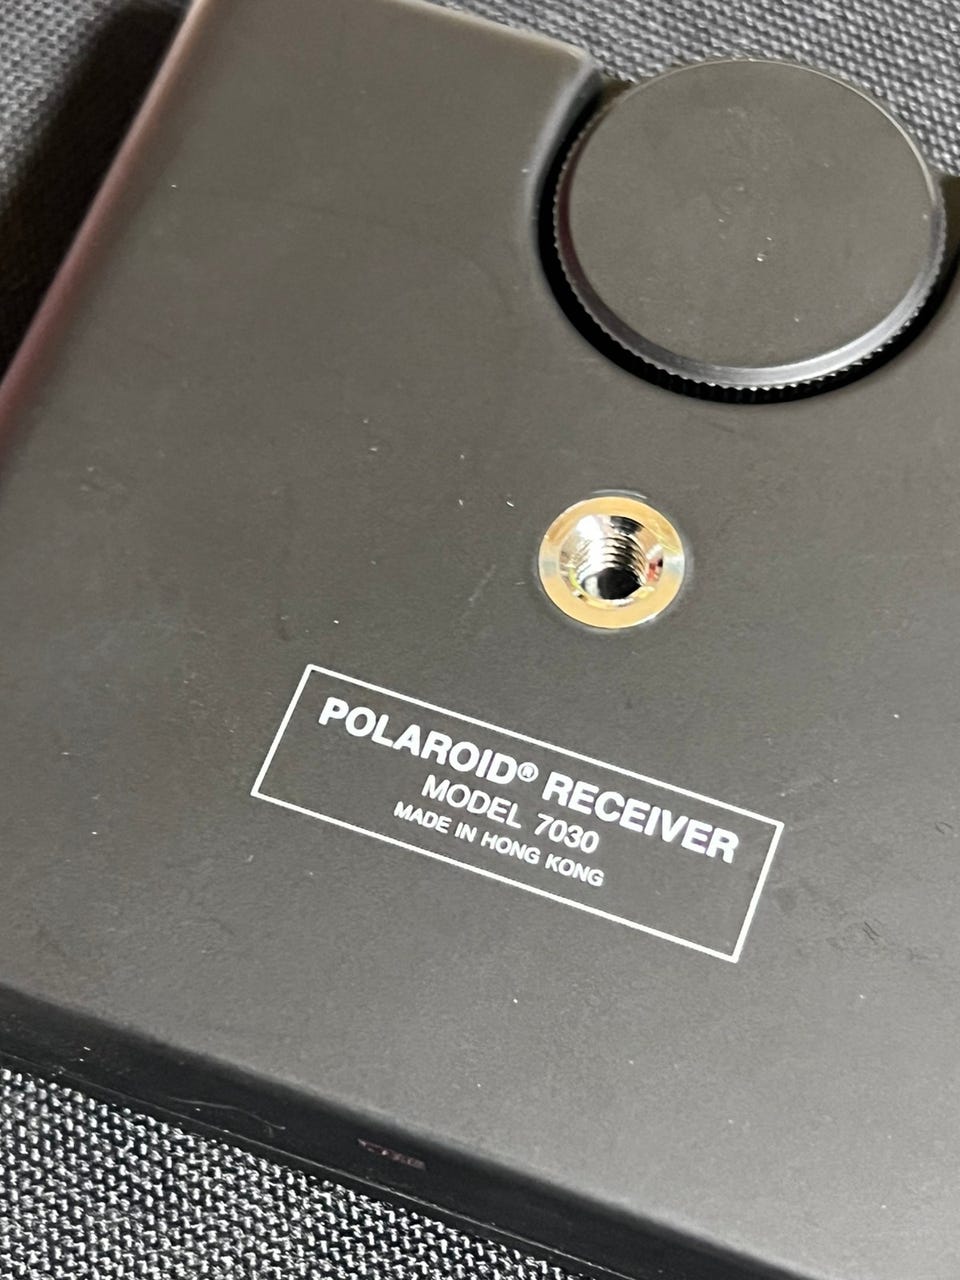 POLAROID® RECEIVER
MODEL 7030
MADE IN HONG KONG